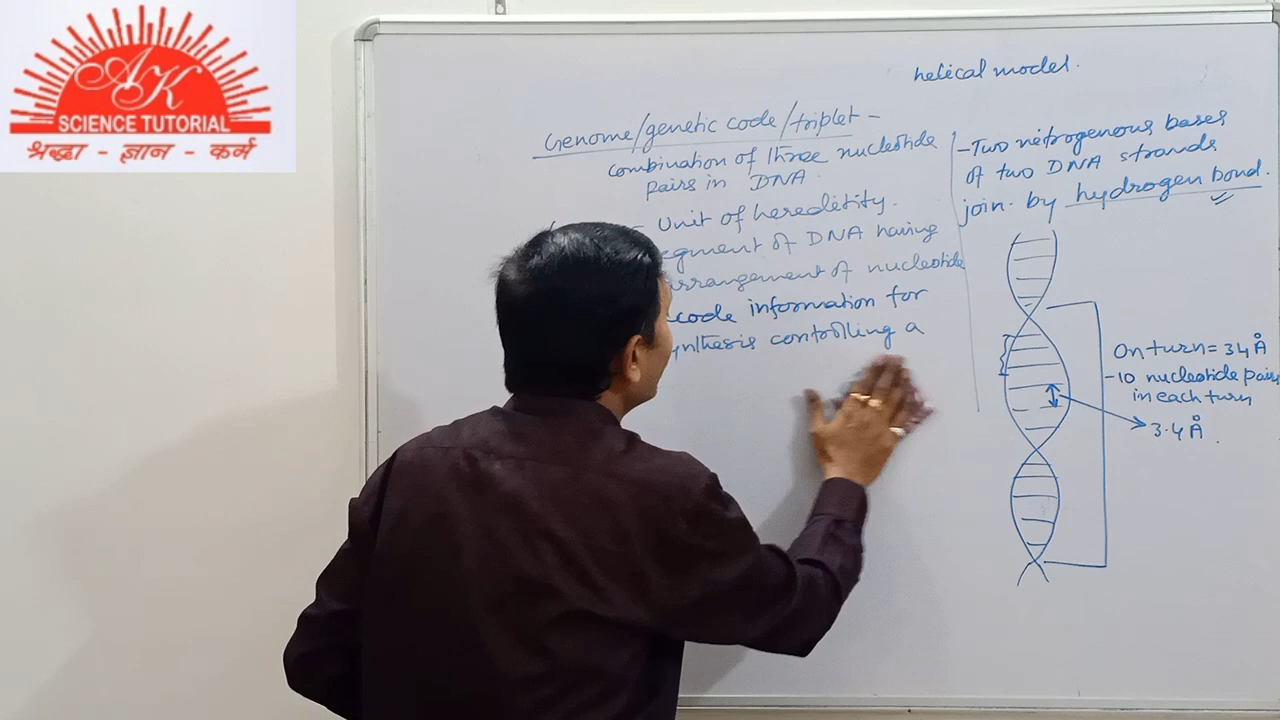 AK
SCIENCE TUTORIAL
श्रद्धा - ज्ञान - कर्म
helical model.
Genome/genetic code/triplet -
combination of three nucleotide
pairs in DNA.
- Unit of hereditity.
egment of DNA having
arrangement of nucleotide
code information for
ynthesis controlling a
- Two nitrogenous bases
of two DNA strands
join by hydrogen bond.
On turn = 34 Å
- 10 nucleotide pairs
in each turn
3.4 Å.